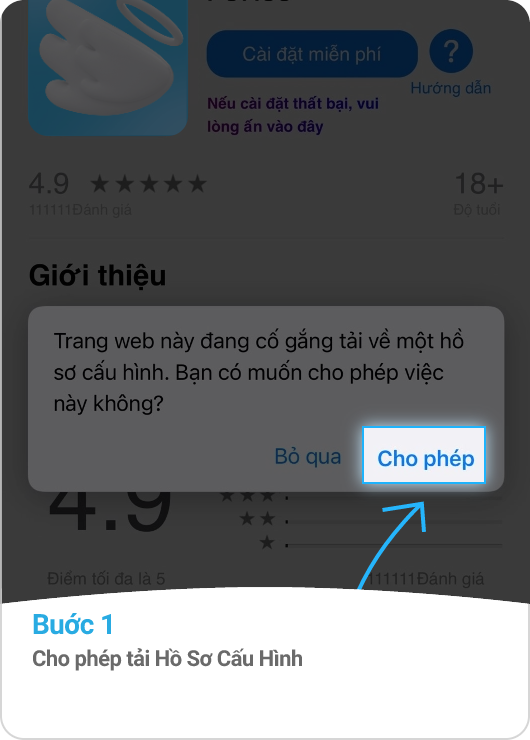 Cài đặt miễn phí
?
Hướng dẫn
Nếu cài đặt thất bại, vui
lòng ấn vào đây
4.9 ★★★★★
18+
111111Đánh giá
Độ tuổi
Giới thiệu
Trang web này đang cố gắng tải về một hồ
sơ cấu hình. Bạn có muốn cho phép việc
này không?
Bỏ qua
Cho phép
4.9
Điểm tối đa là 5
111111Đánh giá
Bước 1
Cho phép tải Hồ Sơ Cấu Hình